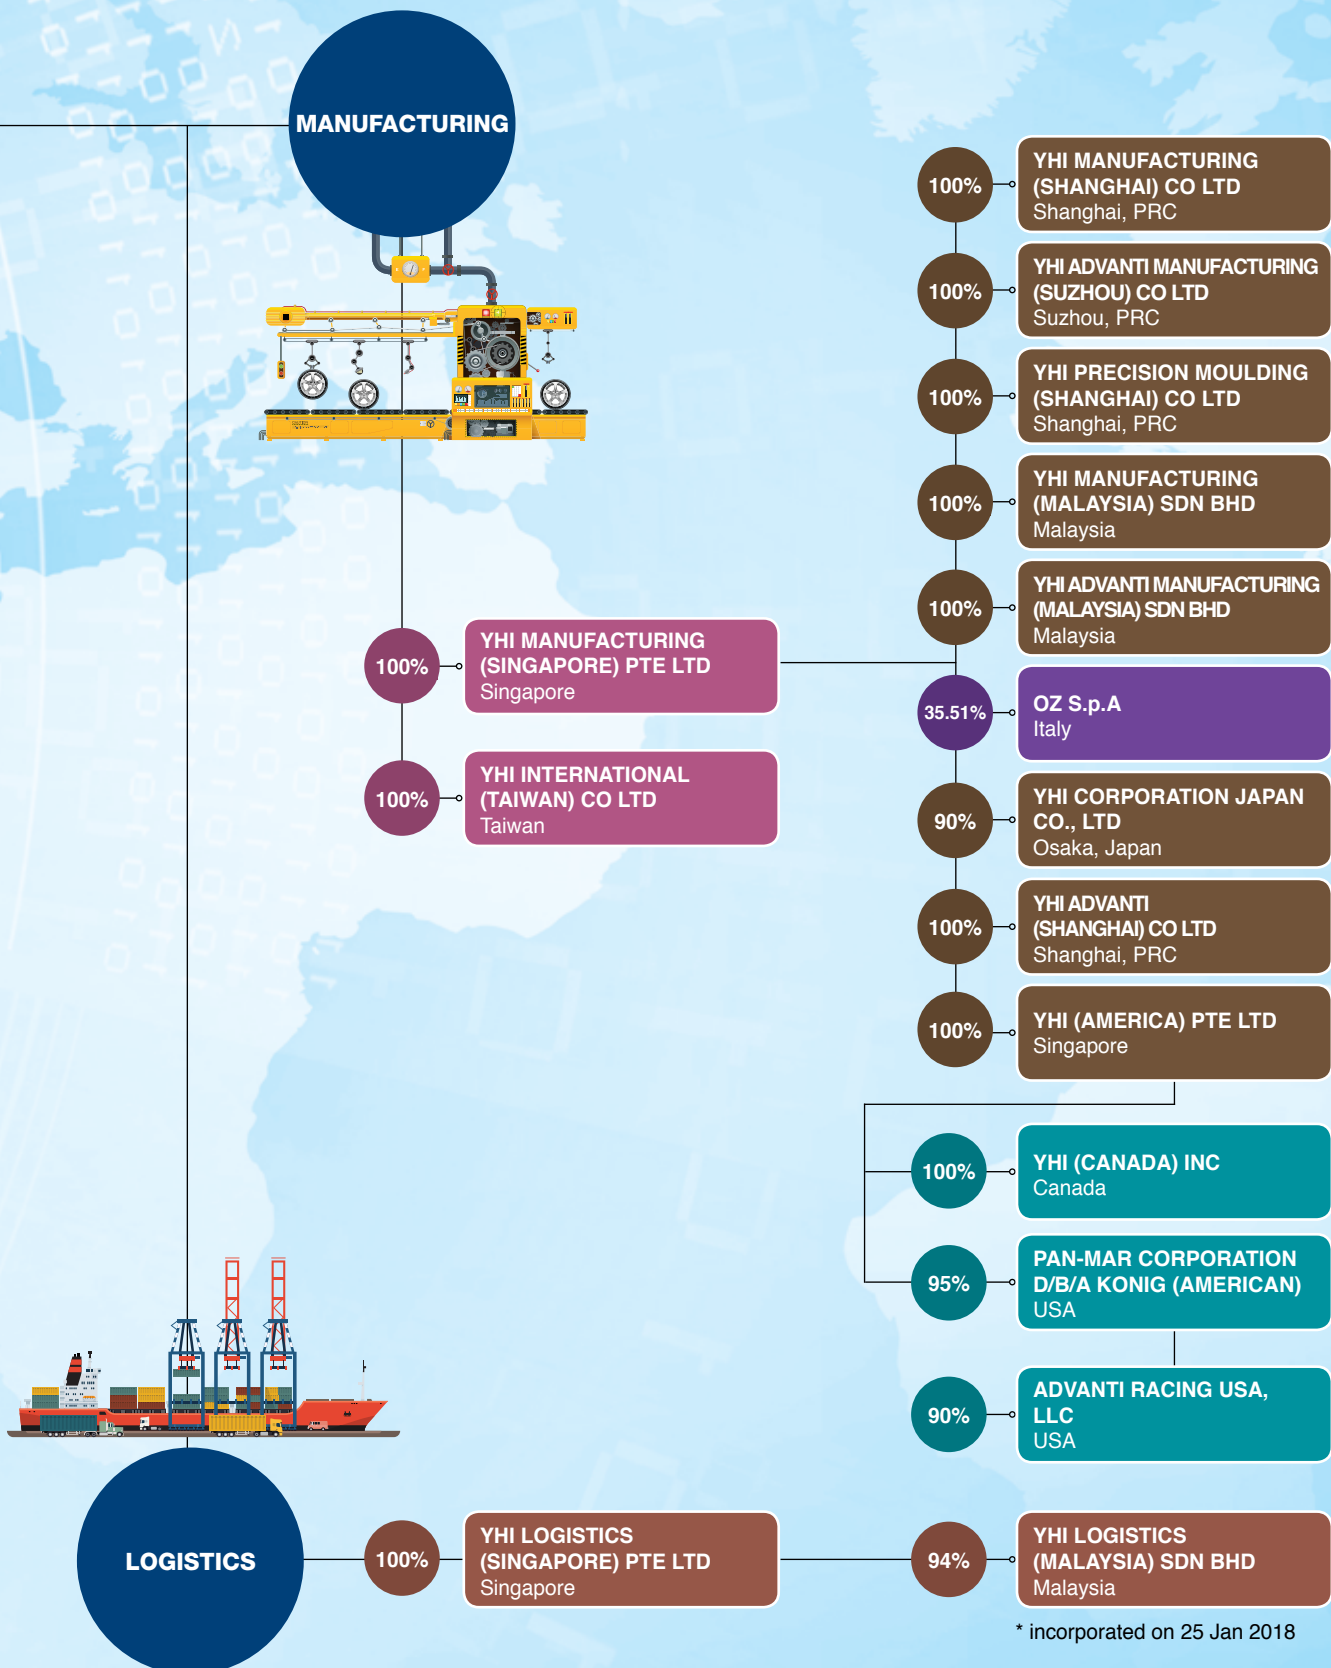 MANUFACTURING
100%
YHI MANUFACTURING
(SHANGHAI) CO LTD
Shanghai, PRC
100%
YHI ADVANTI MANUFACTURING
(SUZHOU) CO LTD
Suzhou, PRC
100%
YHI PRECISION MOULDING
(SHANGHAI) CO LTD
Shanghai, PRC
100%
YHI MANUFACTURING
(MALAYSIA) SDN BHD
Malaysia
100%
YHI ADVANTI MANUFACTURING
(MALAYSIA) SDN BHD
Malaysia
100%
YHI MANUFACTURING
(SINGAPORE) PTE LTD
Singapore
35.51%
OZ S.p.A
Italy
100%
YHI INTERNATIONAL
(TAIWAN) CO LTD
Taiwan
90%
YHI CORPORATION JAPAN
CO., LTD
Osaka, Japan
100%
YHI ADVANTI
(SHANGHAI) CO LTD
Shanghai, PRC
100%
YHI (AMERICA) PTE LTD
Singapore
100%
YHI (CANADA) INC
Canada
95%
PAN-MAR CORPORATION
D/B/A KONIG (AMERICAN)
USA
90%
ADVANTI RACING USA,
LLC
USA
LOGISTICS
100%
YHI LOGISTICS
(SINGAPORE) PTE LTD
Singapore
94%
YHI LOGISTICS
(MALAYSIA) SDN BHD
Malaysia
* incorporated on 25 Jan 2018